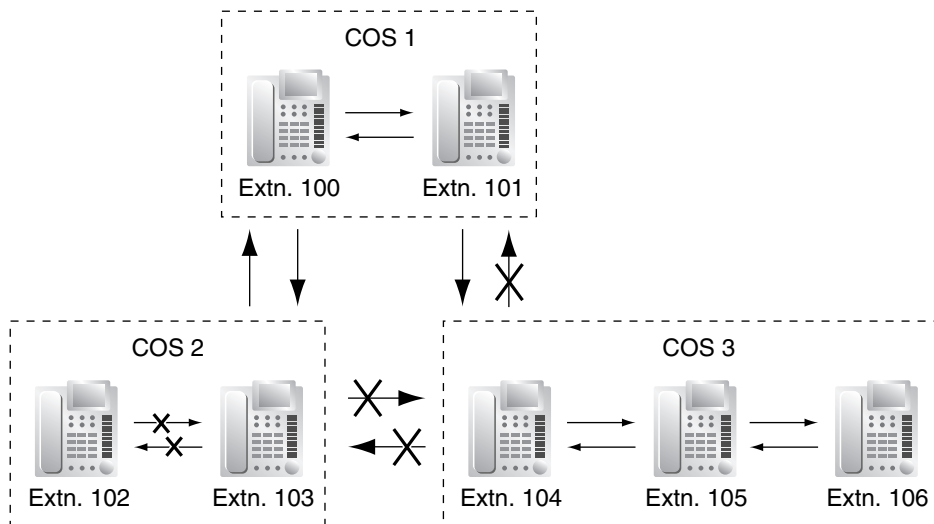 COS 1
Extn. 100
Extn. 101
COS 2
Extn. 102
Extn. 103
COS 3
Extn. 104
Extn. 105
Extn. 106